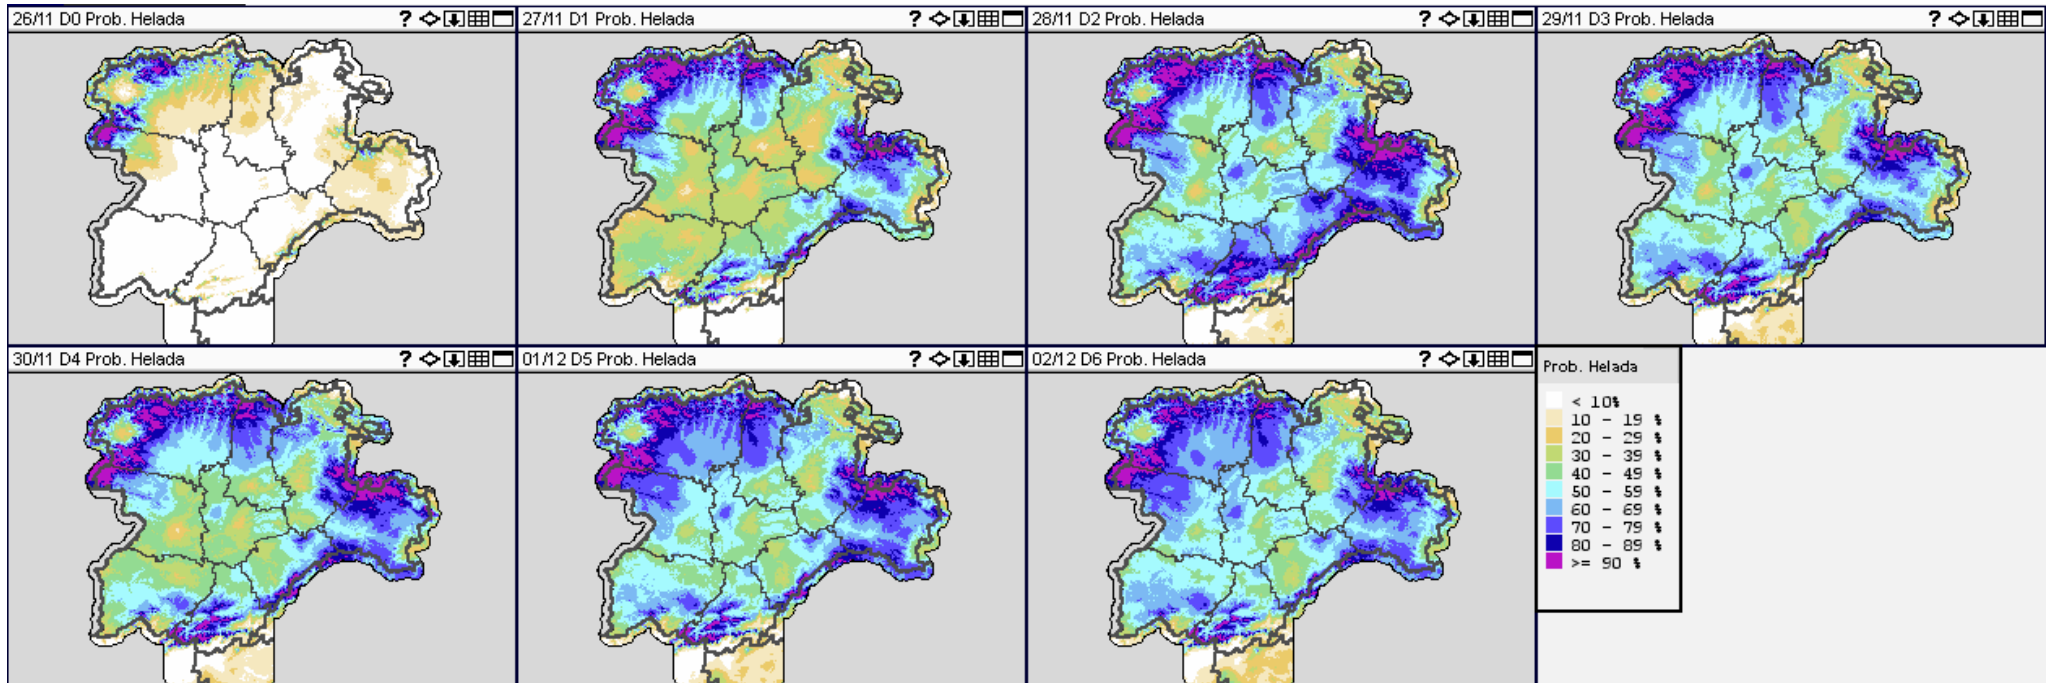 26/11 D0 Prob. Helada ?
27/11 D1 Prob. Helada ?
28/11 D2 Prob. Helada ?
29/11 D3 Prob. Helada ?
30/11 D4 Prob. Helada ?
01/12 D5 Prob. Helada ?
02/12 D6 Prob. Helada ?
Prob. Helada
< 10%
10 - 19 %
20 - 29 %
30 - 39 %
40 - 49 %
50 - 59 %
60 - 69 %
70 - 79 %
80 - 89 %
>= 90 %